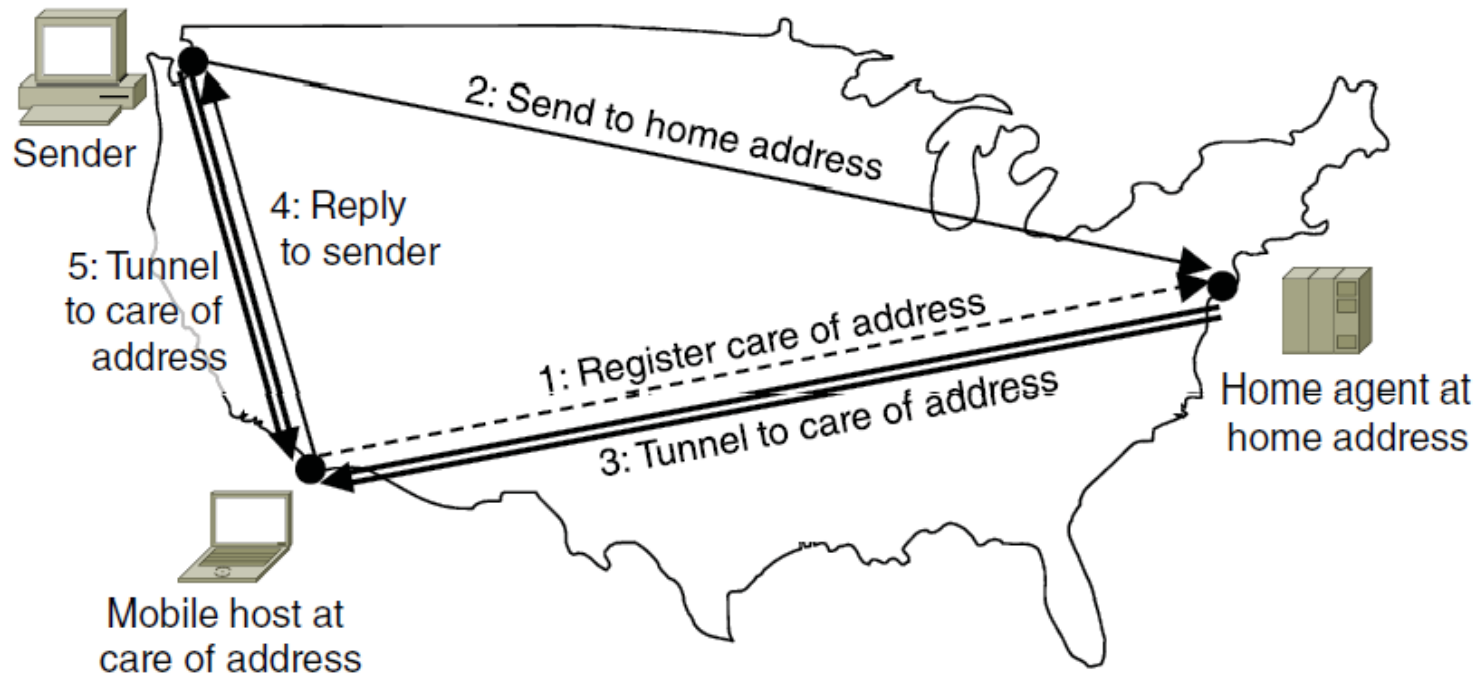 Sender
2: Send to home address
4: Reply
to sender
5: Tunnel
to care of
address
1: Register care of address
3: Tunnel to care of address
Home agent at
home address
Mobile host at
care of address